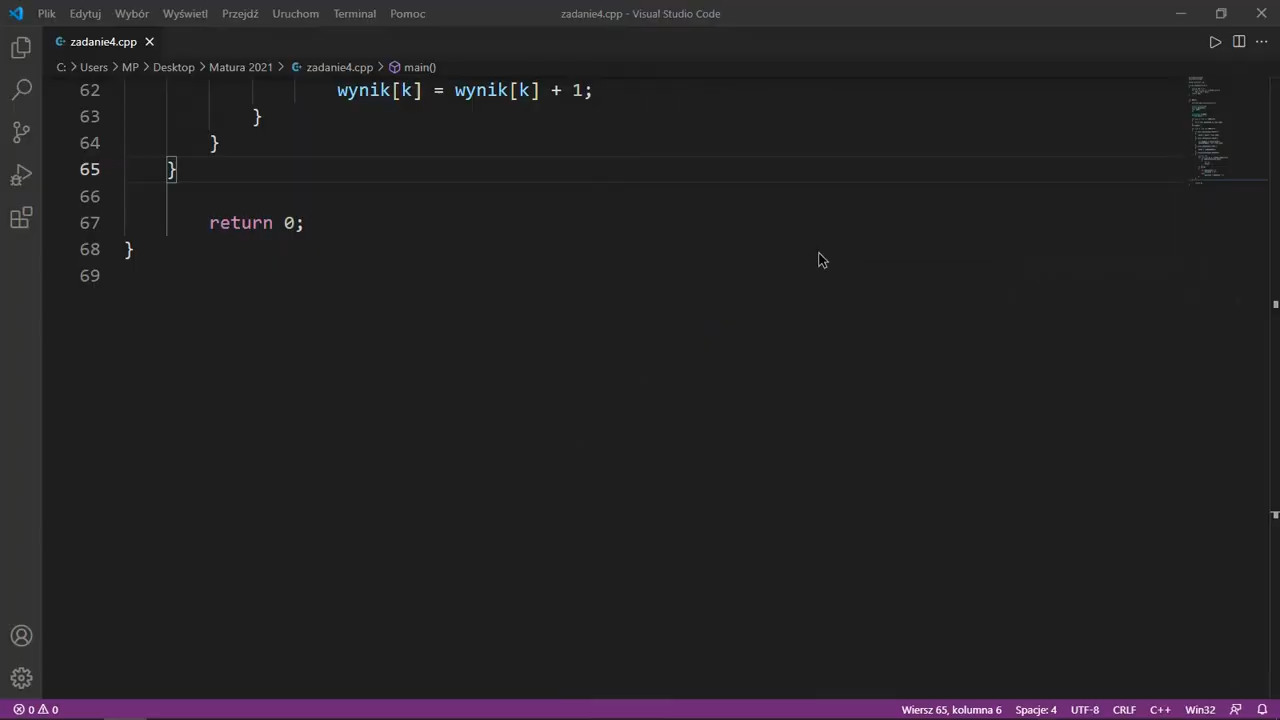 Plik Edytuj Wybór Wyświetl Przejdź Uruchom Terminal Pomoc zadanie4.cpp - Visual Studio Code
zadanie4.cpp
C: > Users > MP > Desktop > Matura 2021 > zadanie4.cpp > main()
62 wynik[k] = wynik[k] + 1;
63 }
64 }
65 }
66
67 return 0;
68 }
69
0 0 Wiersz 65, kolumna 6 Spacje: 4 UTF-8 CRLF C++ Win32